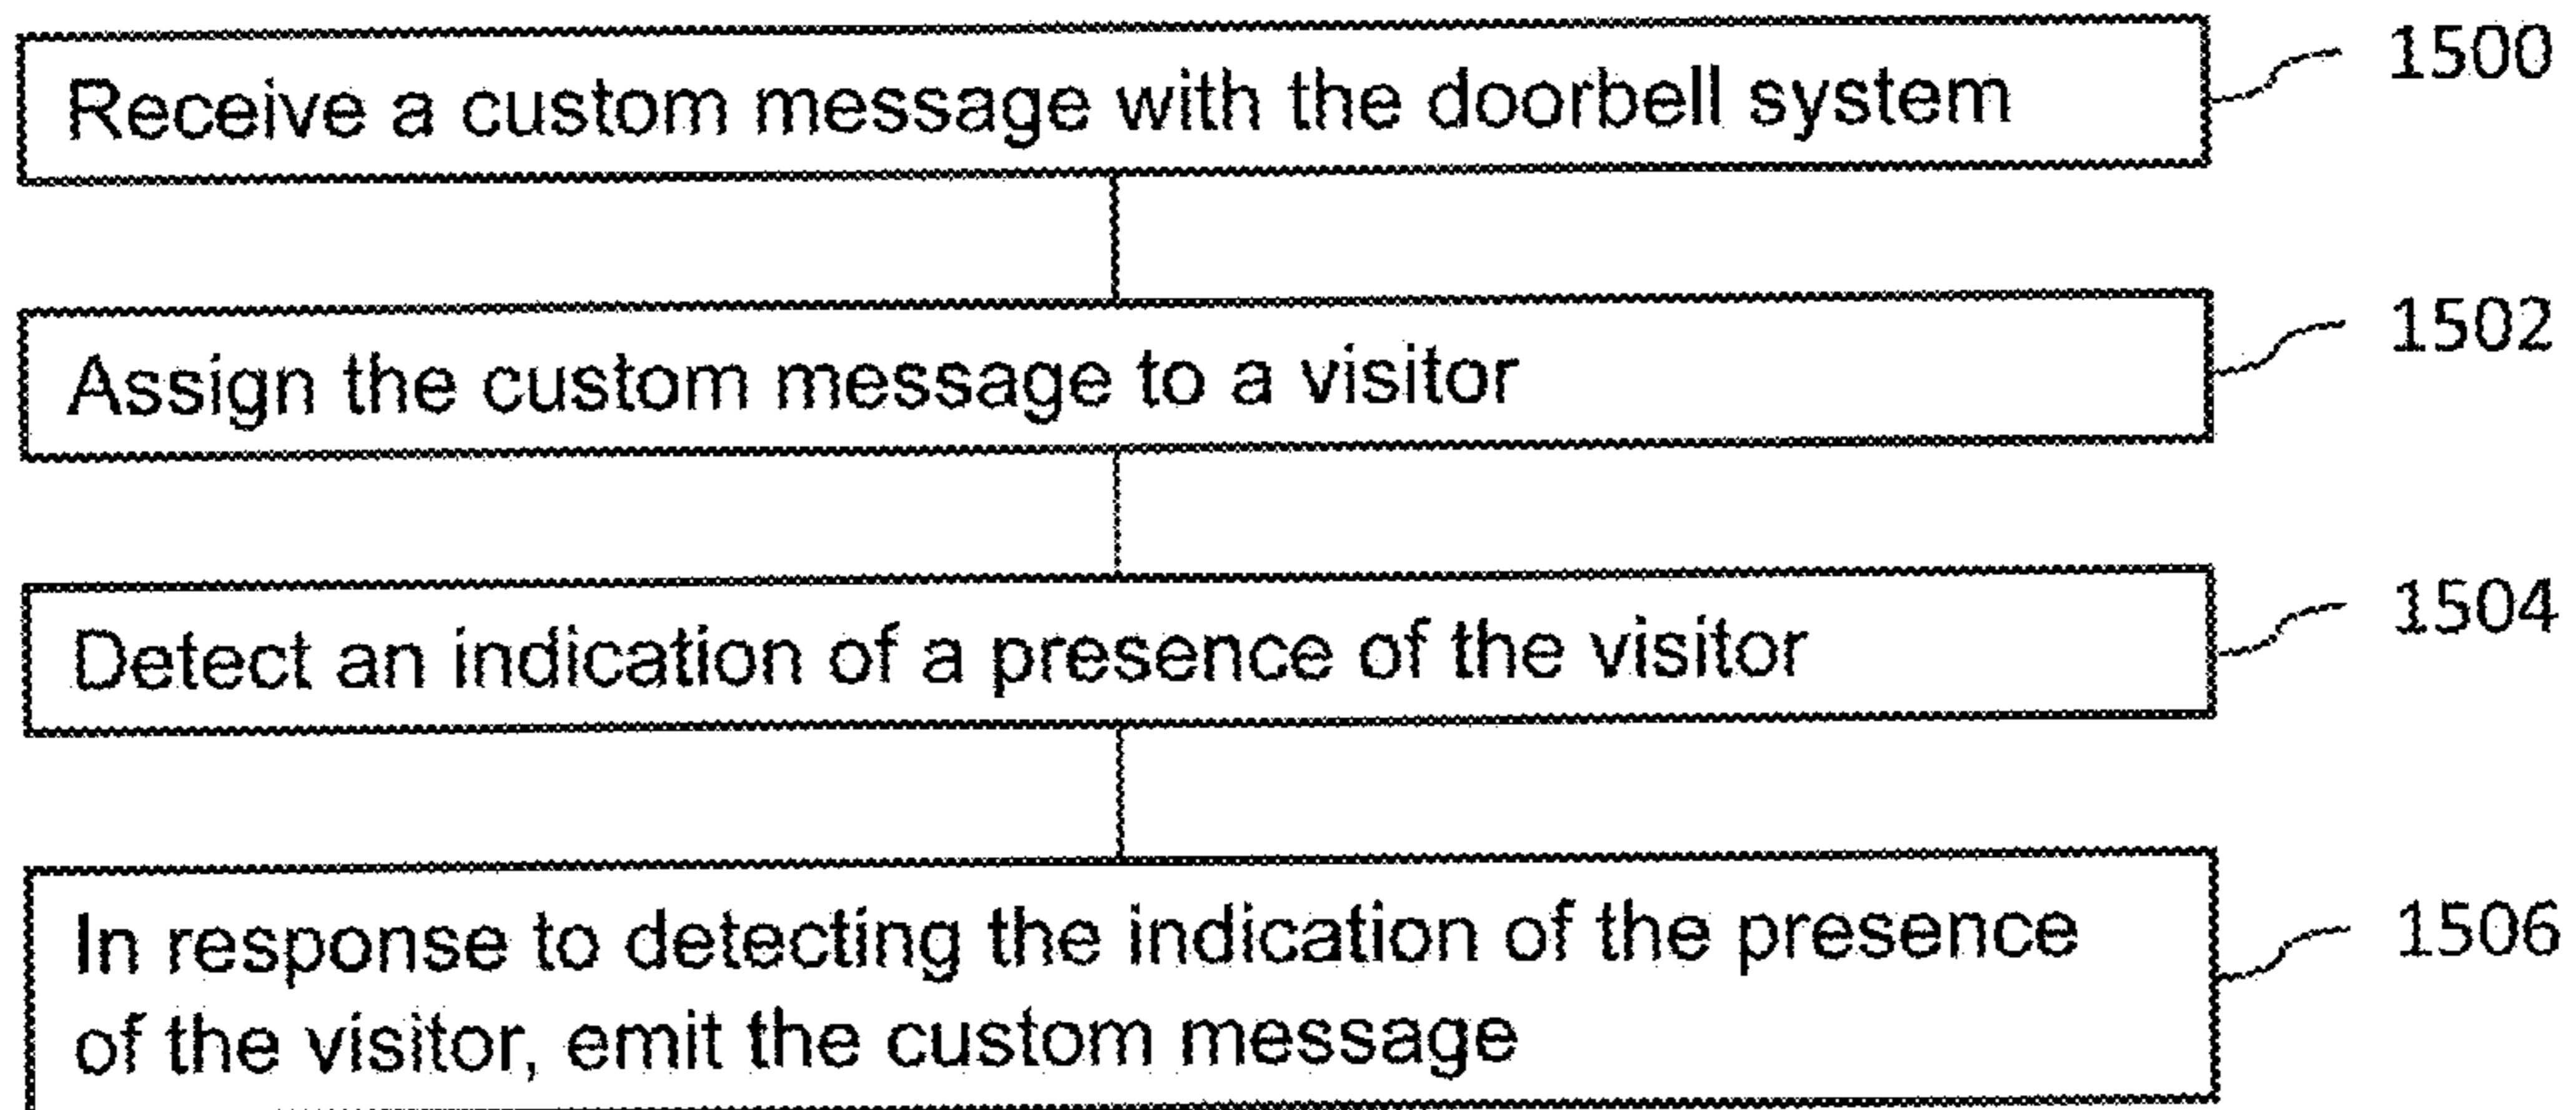 Receive a custom message with the doorbell system
1500
Assign the custom message to a visitor
1502
Detect an indication of a presence of the visitor
1504
In response to detecting the indication of the presence
of the visitor, emit the custom message
1506